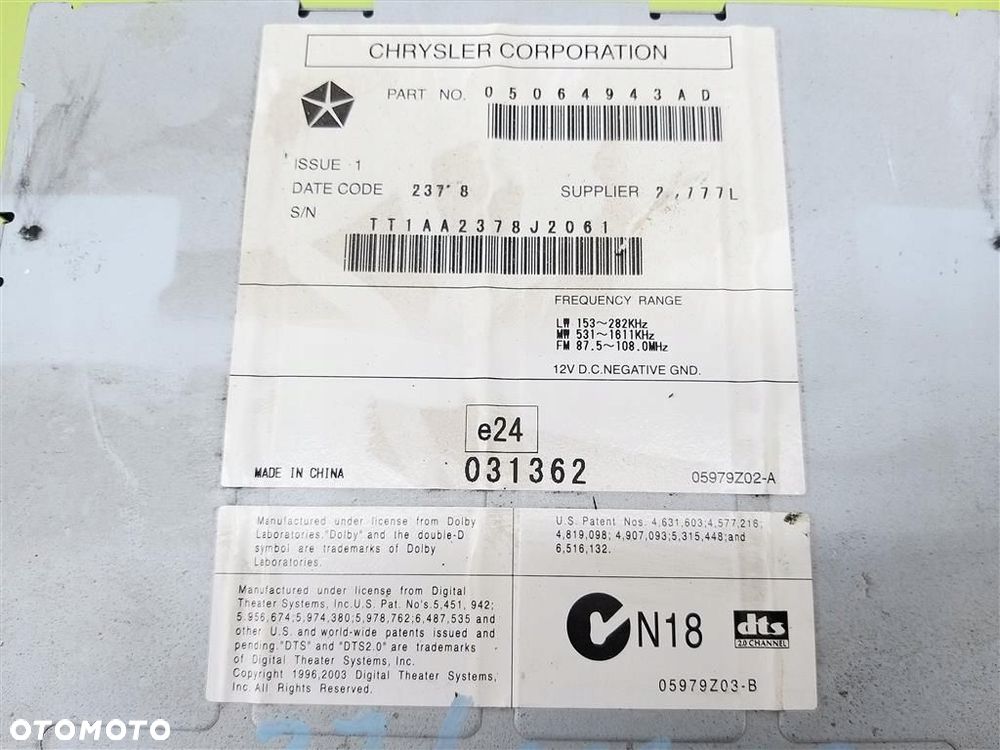 CHRYSLER CORPORATION
PART NO. 05064943AD
ISSUE 1
DATE CODE 237 8 SUPPLIER 2 777L
S/N
TT1AA2378J2061
FREQUENCY RANGE
LW 153~282KHz
MW 531~1611KHz
FM 87.5~108.0MHz
12V D.C.NEGATIVE GND.
e24
031362
MADE IN CHINA
05979Z02-A
Manufactured under license from Dolby
Laboratories."Dolby" and the double-D
symbol are trademarks of Dolby
Laboratories.
U.S. Patent Nos. 4,631,603;4,577,216;
4,819,098; 4,907,093;5,315,448;and
6,516,132.
Manufactured under license from Digital
Theater Systems, Inc.U.S. Pat. No's.5,451, 942;
5.956,674;5,974,380;5,978,762;6,487,535 and
other U.S. and world-wide patents issued and
pending."DTS" and "DTS2.0" are trademarks
of Digital Theater Systems, Inc.
Copyright 1996,2003 Digital Theater Systems,
Inc. All Rights Reserved.
N18
dts
2.0 CHANNEL
05979Z03-B
OTOMOTO